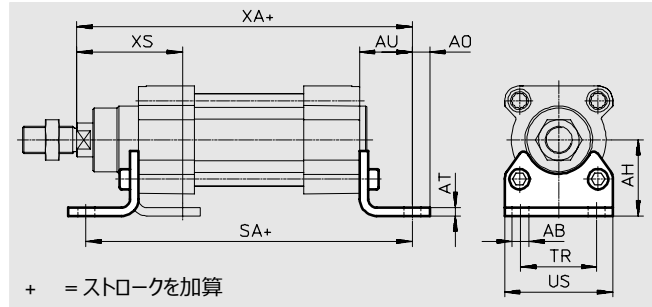 XA+
XS
AU
AO
AT
SA+
AH
AB
TR
US
+ = ストロークを加算